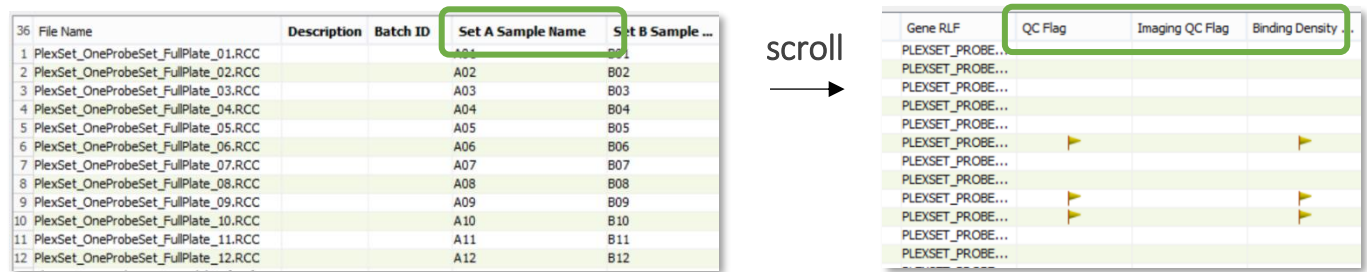 36 File Name Description Batch ID Set A Sample Name Set B Sample ...
1 PlexSet_OneProbeSet_FullPlate_01.RCC A01 B01
2 PlexSet_OneProbeSet_FullPlate_02.RCC A02 B02
3 PlexSet_OneProbeSet_FullPlate_03.RCC A03 B03
4 PlexSet_OneProbeSet_FullPlate_04.RCC A04 B04
5 PlexSet_OneProbeSet_FullPlate_05.RCC A05 B05
6 PlexSet_OneProbeSet_FullPlate_06.RCC A06 B06
7 PlexSet_OneProbeSet_FullPlate_07.RCC A07 B07
8 PlexSet_OneProbeSet_FullPlate_08.RCC A08 B08
9 PlexSet_OneProbeSet_FullPlate_09.RCC A09 B09
10 PlexSet_OneProbeSet_FullPlate_10.RCC A10 B10
11 PlexSet_OneProbeSet_FullPlate_11.RCC A11 B11
12 PlexSet_OneProbeSet_FullPlate_12.RCC A12 B12
scroll
Gene RLF QC Flag Imaging QC Flag Binding Density ...
PLEXSET_PROBE...
PLEXSET_PROBE...
PLEXSET_PROBE...
PLEXSET_PROBE...
PLEXSET_PROBE...
PLEXSET_PROBE...
PLEXSET_PROBE...
PLEXSET_PROBE...
PLEXSET_PROBE...
PLEXSET_PROBE...
PLEXSET_PROBE...
PLEXSET_PROBE...